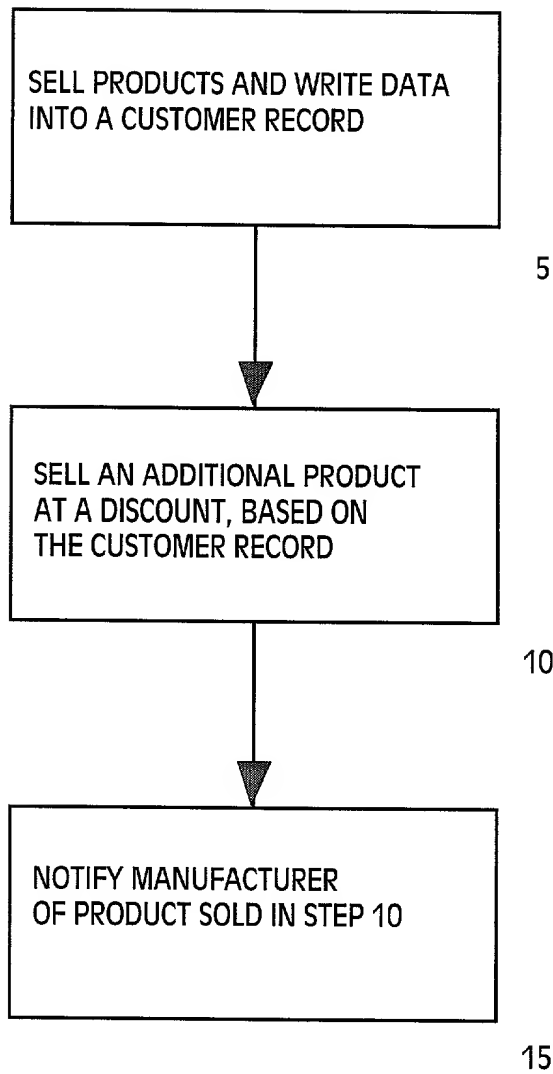 SELL PRODUCTS AND WRITE DATA
INTO A CUSTOMER RECORD
5
SELL AN ADDITIONAL PRODUCT
AT A DISCOUNT, BASED ON
THE CUSTOMER RECORD
10
NOTIFY MANUFACTURER
OF PRODUCT SOLD IN STEP 10
15